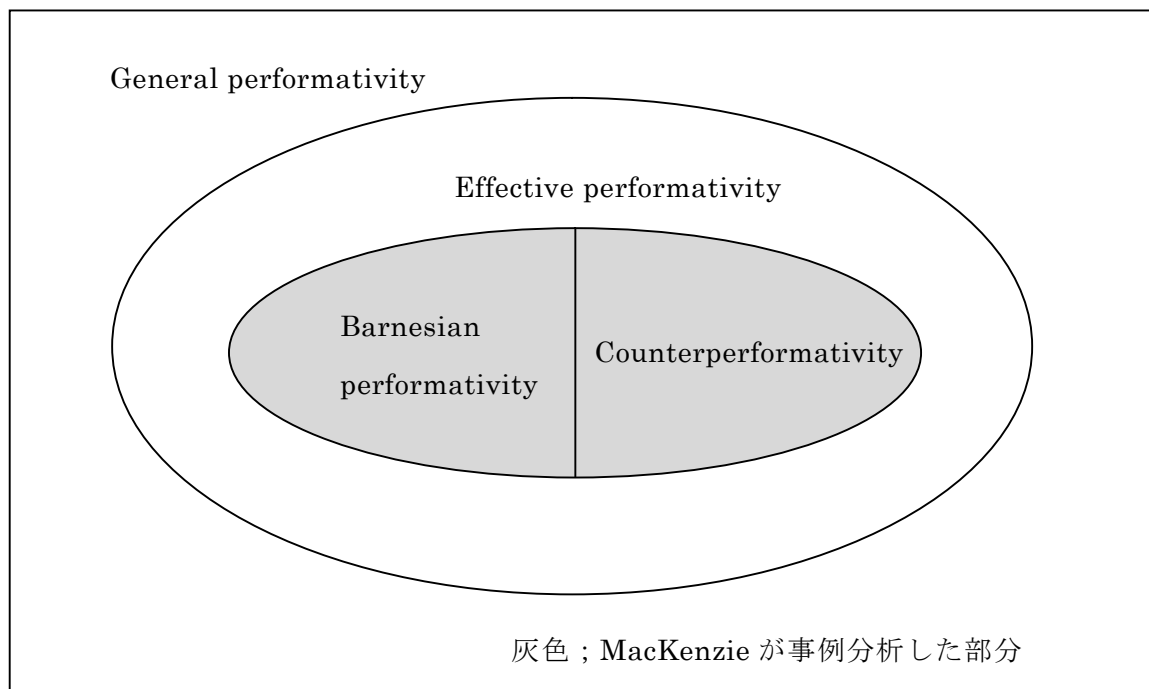 General performativity
Effective performativity
Barnesian
performativity
Counterperformativity
灰色；MacKenzie が事例分析した部分